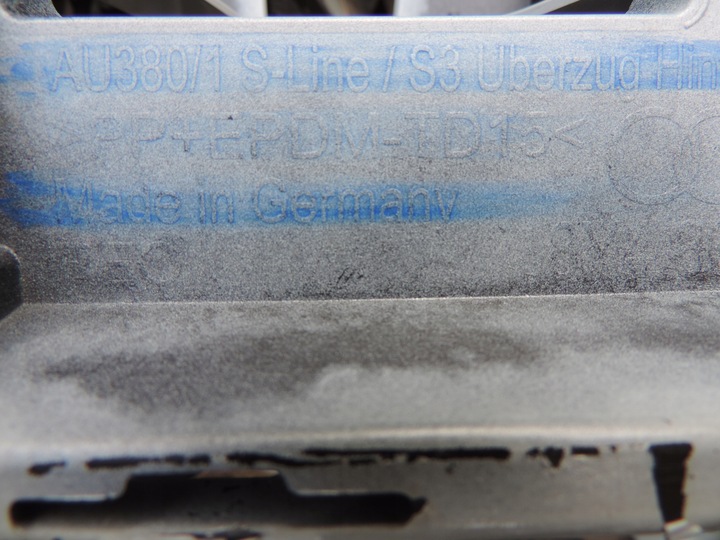 AU380/1 S-Line / S3 Überzug Hin
>PP+EPDM-TD15<
Made in Germany